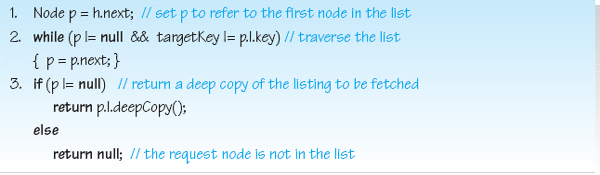 1. Node p = h.next; // set p to refer to the first node in the list
2. while (p != null && targetKey != p.l.key) // traverse the list
{ p = p.next; }
3. if (p != null) // return a deep copy of the listing to be fetched
return p.l.deepCopy();
else
return null; // the request node is not in the list